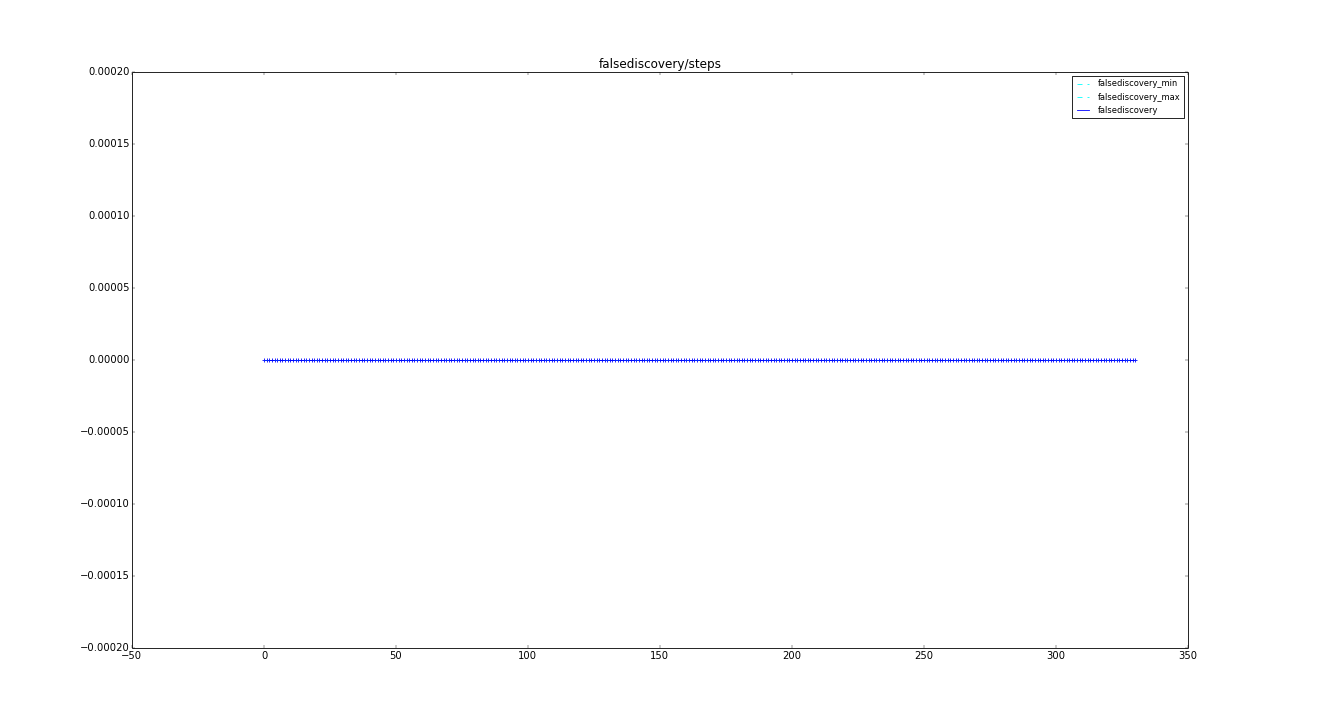 falsediscovery/steps
0.00020
falsediscovery_min
falsediscovery_max
falsediscovery
0.00015
0.00010
0.00005
0.00000
−0.00005
−0.00010
−0.00015
−0.00020
−50 0 50 100 150 200 250 300 350